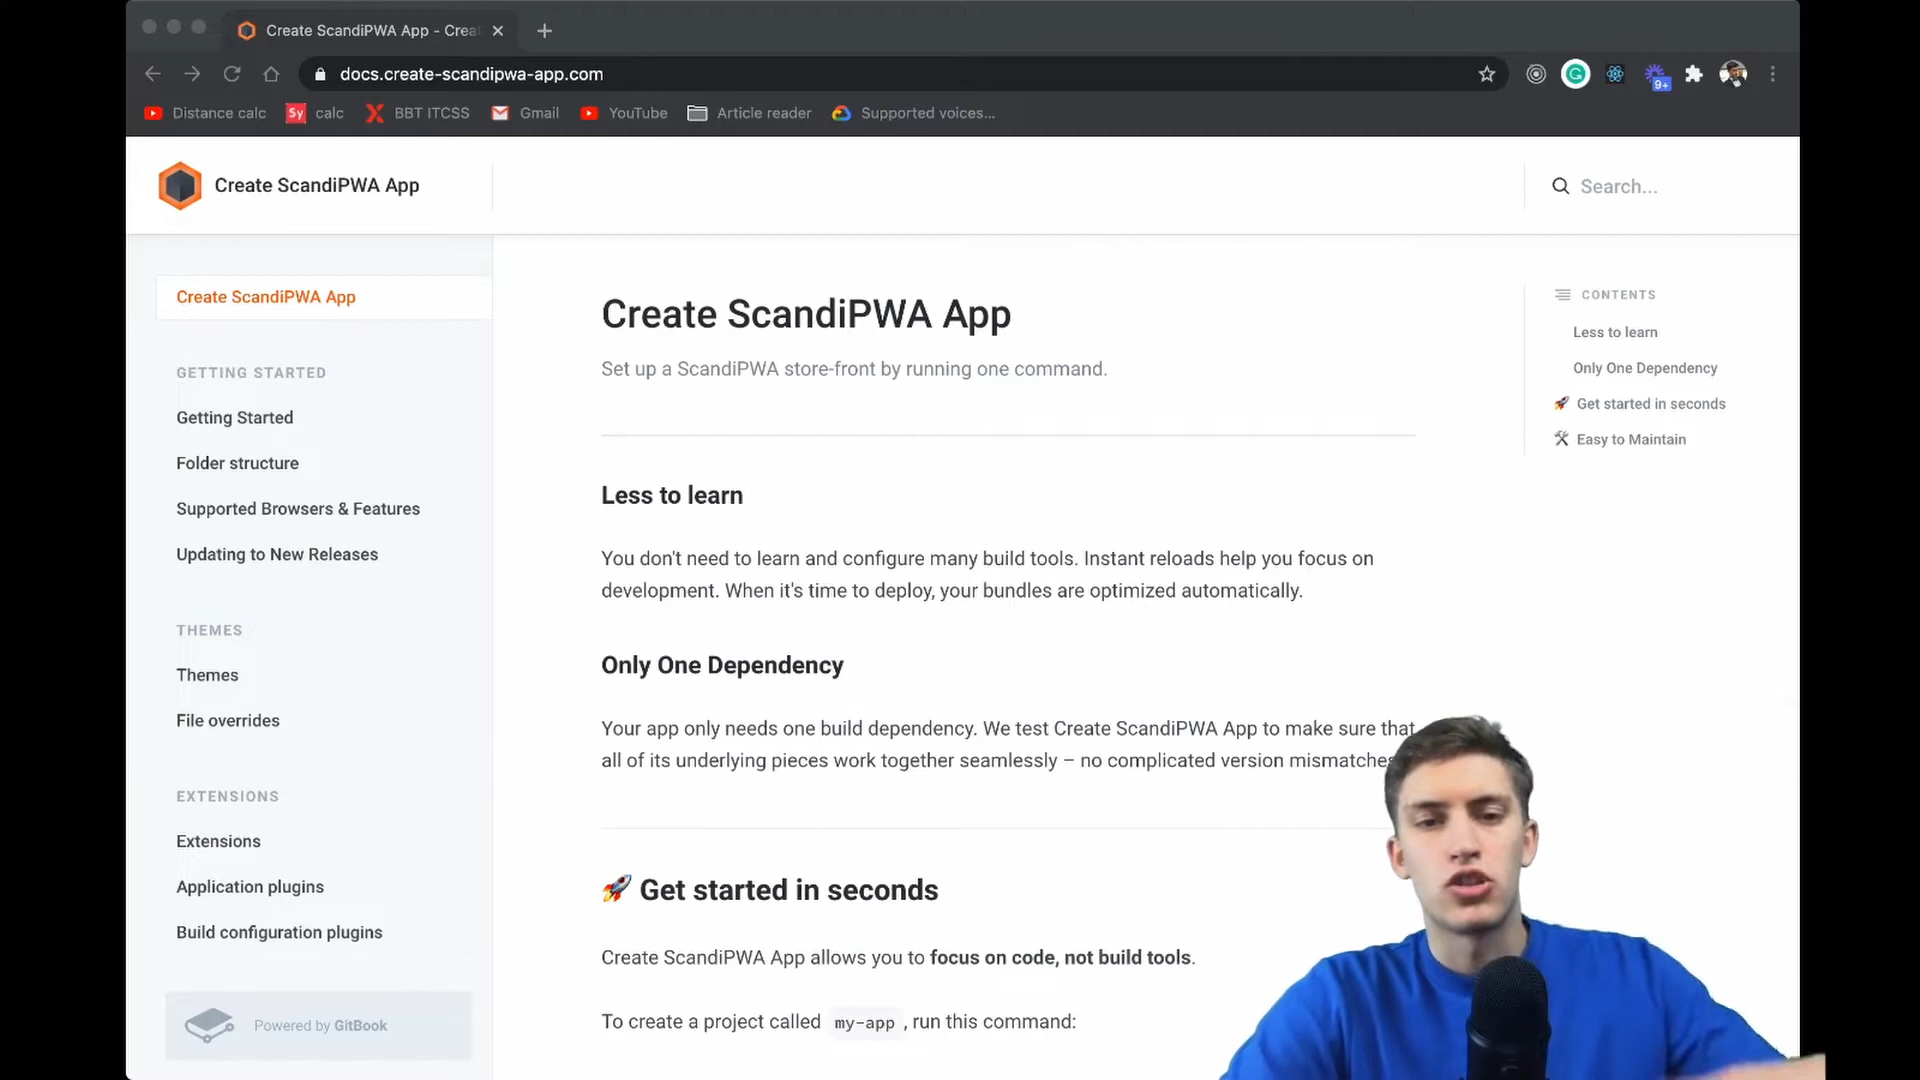 Create ScandiPWA App - Crea
docs.create-scandipwa-app.com
9+
Distance calc
Sy
calc
BBT ITCSS
Gmail
YouTube
Article reader
Supported voices...
Create ScandiPWA App
Search...
Create ScandiPWA App
GETTING STARTED
Getting Started
Folder structure
Supported Browsers & Features
Updating to New Releases
THEMES
Themes
File overrides
EXTENSIONS
Extensions
Application plugins
Build configuration plugins
Powered by GitBook
Create ScandiPWA App
Set up a ScandiPWA store-front by running one command.
Less to learn
You don't need to learn and configure many build tools. Instant reloads help you focus on
development. When it's time to deploy, your bundles are optimized automatically.
Only One Dependency
Your app only needs one build dependency. We test Create ScandiPWA App to make sure that
all of its underlying pieces work together seamlessly – no complicated version mismatches
🚀 Get started in seconds
Create ScandiPWA App allows you to focus on code, not build tools.
To create a project called my-app , run this command:
CONTENTS
Less to learn
Only One Dependency
🚀 Get started in seconds
🛠 Easy to Maintain